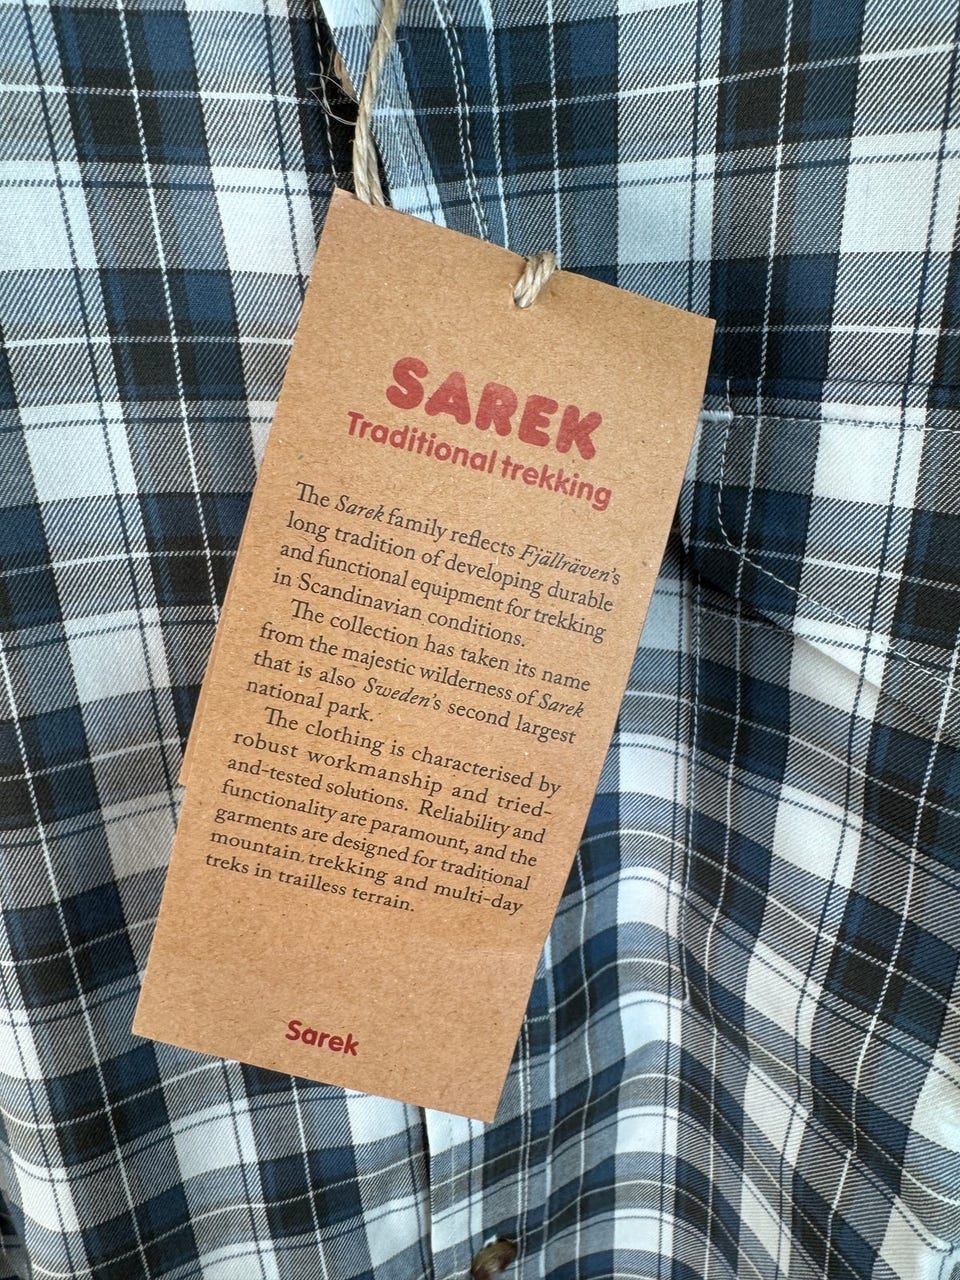 SAREK
Traditional trekking
The Sarek family reflects Fjällräven's
long tradition of developing durable
and functional equipment for trekking
in Scandinavian conditions.
The collection has taken its name
from the majestic wilderness of Sarek
that is also Sweden's second largest
national park.
The clothing is characterised by
robust workmanship and tried-
and-tested solutions. Reliability and
functionality are paramount, and the
garments are designed for traditional
mountain trekking and multi-day
treks in trailless terrain.
Sarek